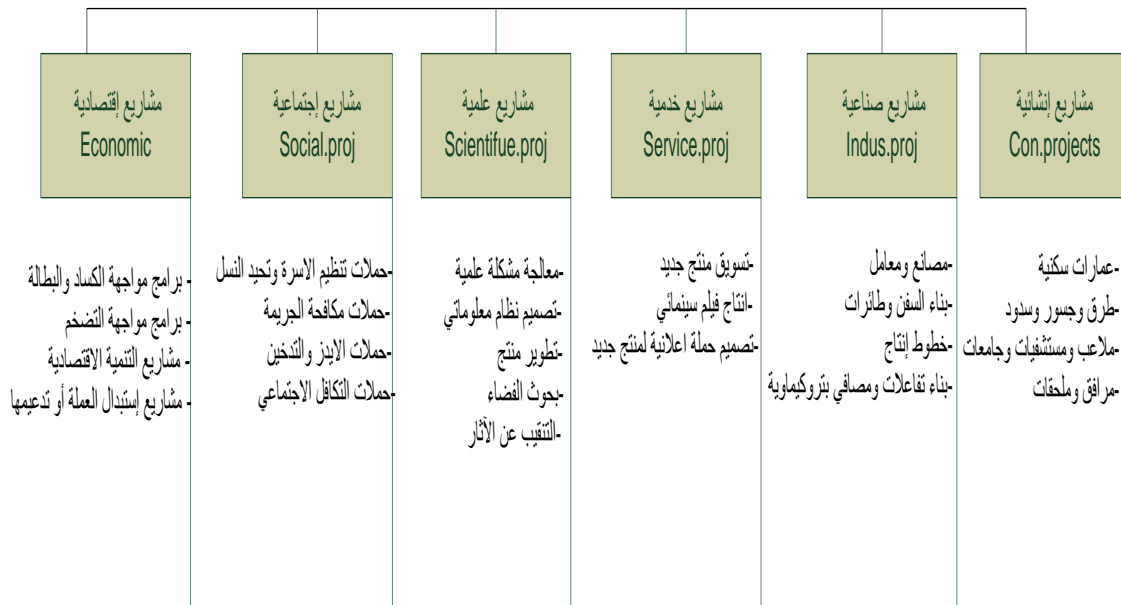 مشاريع إنشائية
Con.projects
-عمارات سكنية
-طرق وجسور وسدود
-ملاعب ومستشفيات وجامعات
-مرافق وملحقات
مشاريع صناعية
Indus.proj
-مصانع ومعامل
-بناء السفن وطائرات
-خطوط إنتاج
-بناء تفاعلات ومصافي بتروكيماوية
مشاريع خدمية
Service.proj
-تسويق منتج جديد
-انتاج فيلم سينمائي
-تصميم حملة اعلانية لمنتج جديد
مشاريع علمية
Scientifue.proj
-معالجة مشكلة علمية
-تصميم نظام معلوماتي
-تطوير منتج
-بحوث الفضاء
-التنقيب عن الآثار
مشاريع إجتماعية
Social.proj
-حملات تنظيم الاسرة وتحيد النسل
-حملات مكافحة الجريمة
-حملات الايدز والتدخين
-حملات التكافل الاجتماعي
مشاريع إقتصادية
Economic
- برامج مواجهة الكساد والبطالة
- برامج مواجهة التضخم
- مشاريع التنمية الاقتصادية
- مشاريع إستبدال العملة أو تدعيمها